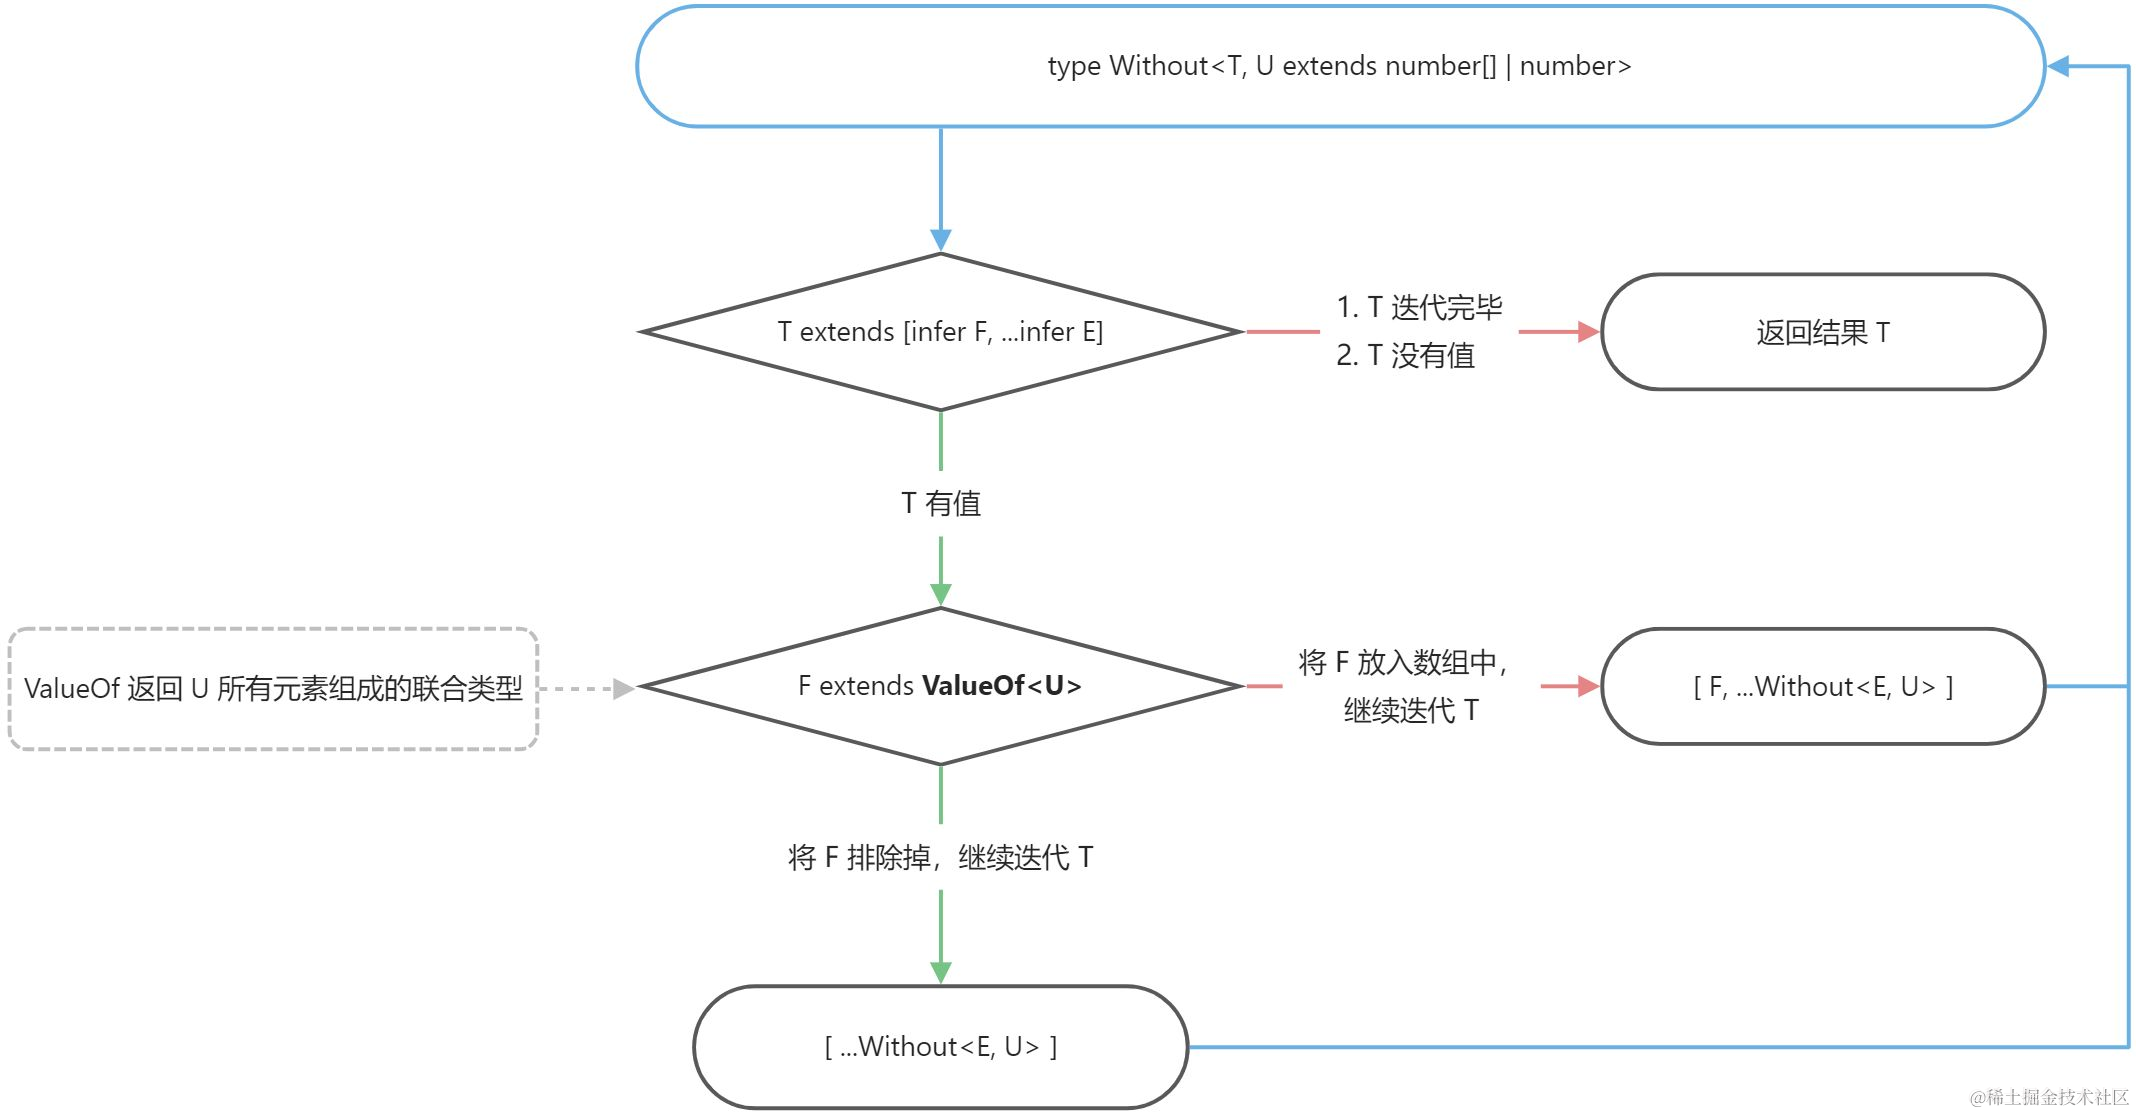 type Without<T, U extends number[] | number>
T extends [infer F, ...infer E]
1. T 迭代完毕
2. T 没有值
返回结果 T
T 有值
ValueOf 返回 U 所有元素组成的联合类型
F extends ValueOf<U>
将 F 放入数组中，
继续迭代 T
[ F, ...Without<E, U> ]
将 F 排除掉，继续迭代 T
[ ...Without<E, U> ]
@稀土掘金技术社区